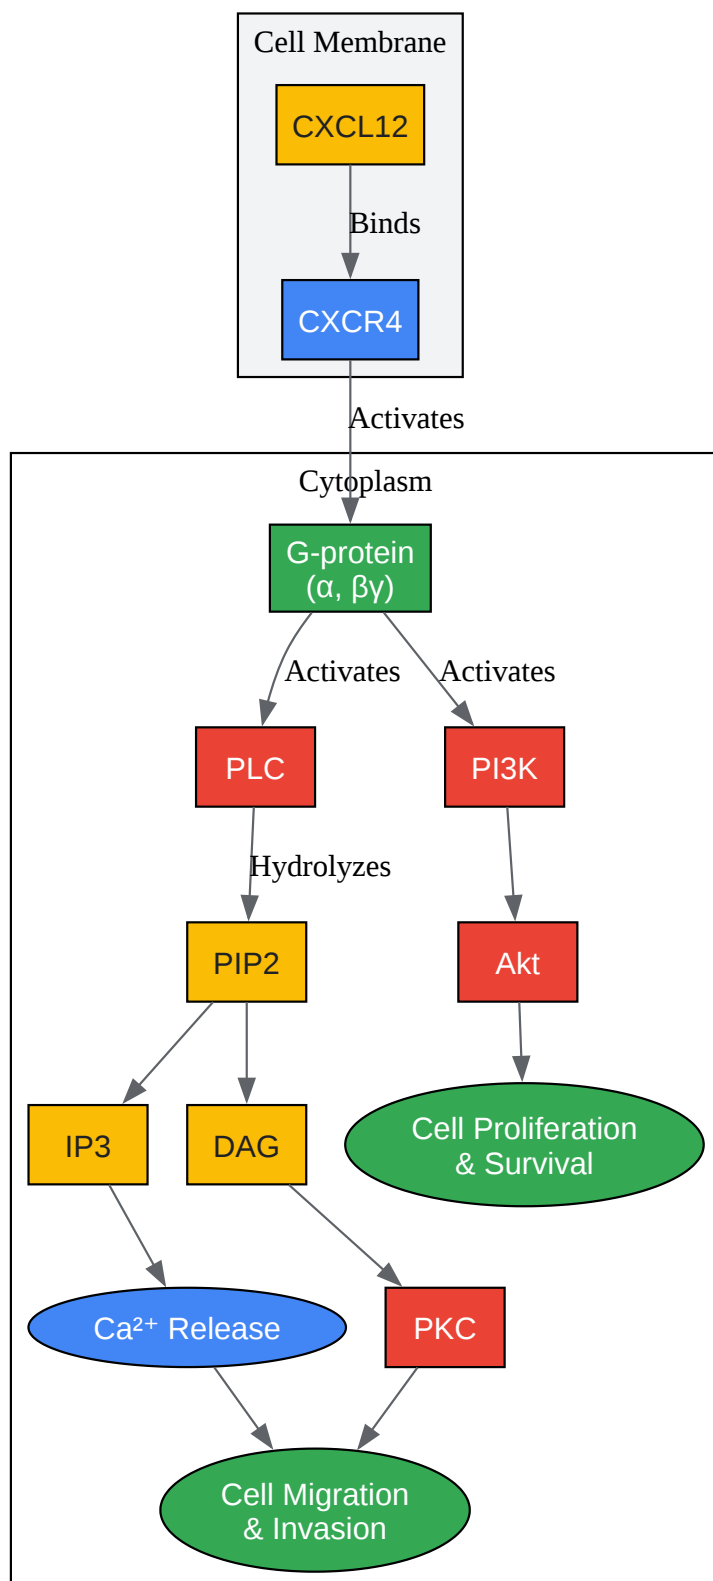 Cell Membrane
CXCL12
Binds
CXCR4
Activates
Cytoplasm
G-protein
(α, βγ)
Activates
Activates
PLC
PI3K
Hydrolyzes
PIP2
Akt
IP3
DAG
Cell Proliferation
& Survival
Ca²⁺ Release
PKC
Cell Migration
& Invasion